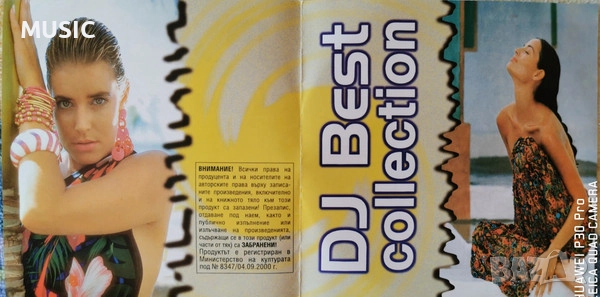 MUSIC
ВНИМАНИЕ! Всички права на
продуцента и на носителите на
авторските права върху записа-
ните произведения, включително
и на книжното тяло към този
продукт са запазени! Презапис,
отдаване под наем, както и
публично изпълнение или
излъчване на произведенията,
съдържащи се в този продукт (или
части от тях) са ЗАБРАНЕНИ!
Продуктът е регистриран в
Министерство на културата
под № 8347/04.09.2000 г.
DJ Best
collection
HUAWEI P30 Pro
LEICA QUAD CAMERA